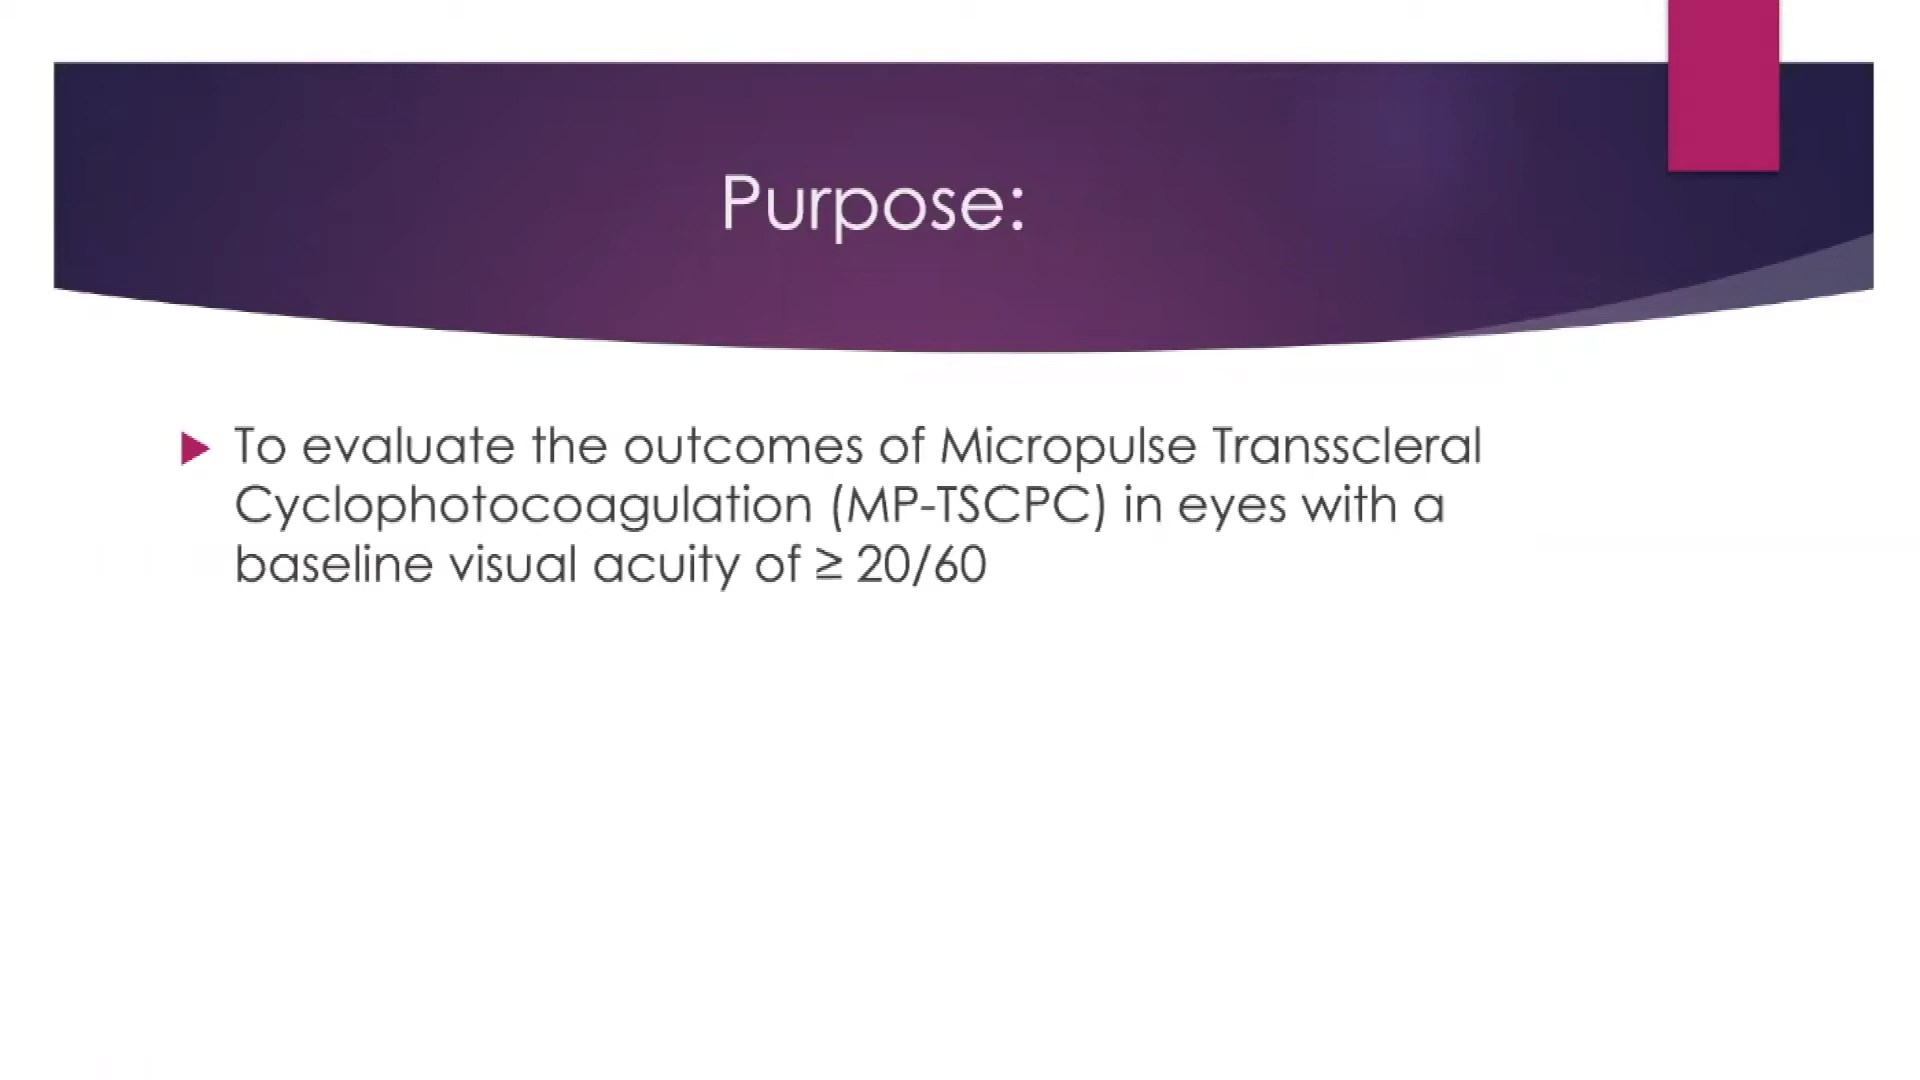 Purpose:
To evaluate the outcomes of Micropulse Transscleral
Cyclophotocoagulation (MP-TSCPC) in eyes with a
baseline visual acuity of ≥ 20/60